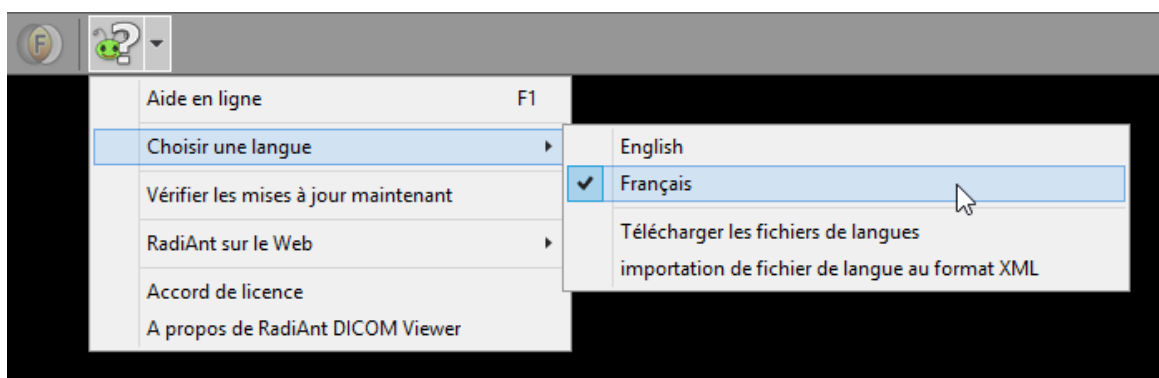 F
Aide en ligne F1
Choisir une langue
Vérifier les mises à jour maintenant
RadiAnt sur le Web
Accord de licence
A propos de RadiAnt DICOM Viewer
English
Français
Télécharger les fichiers de langues
importation de fichier de langue au format XML